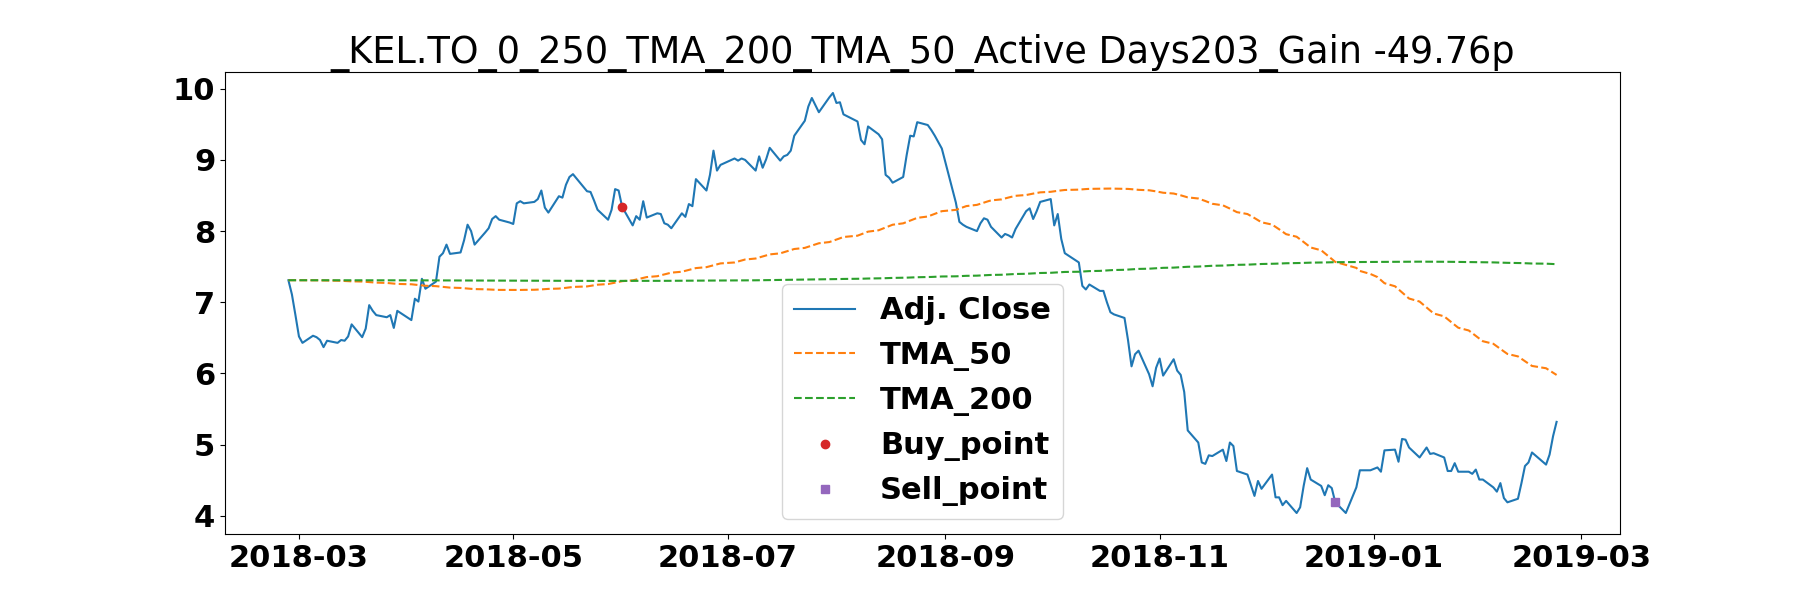 _KEL.TO_0_250_TMA_200_TMA_50_Active Days203_Gain -49.76p
10
9
8
7
6
5
4
Adj. Close
TMA_50
TMA_200
Buy_point
Sell_point
2018-03 2018-05 2018-07 2018-09 2018-11 2019-01 2019-03